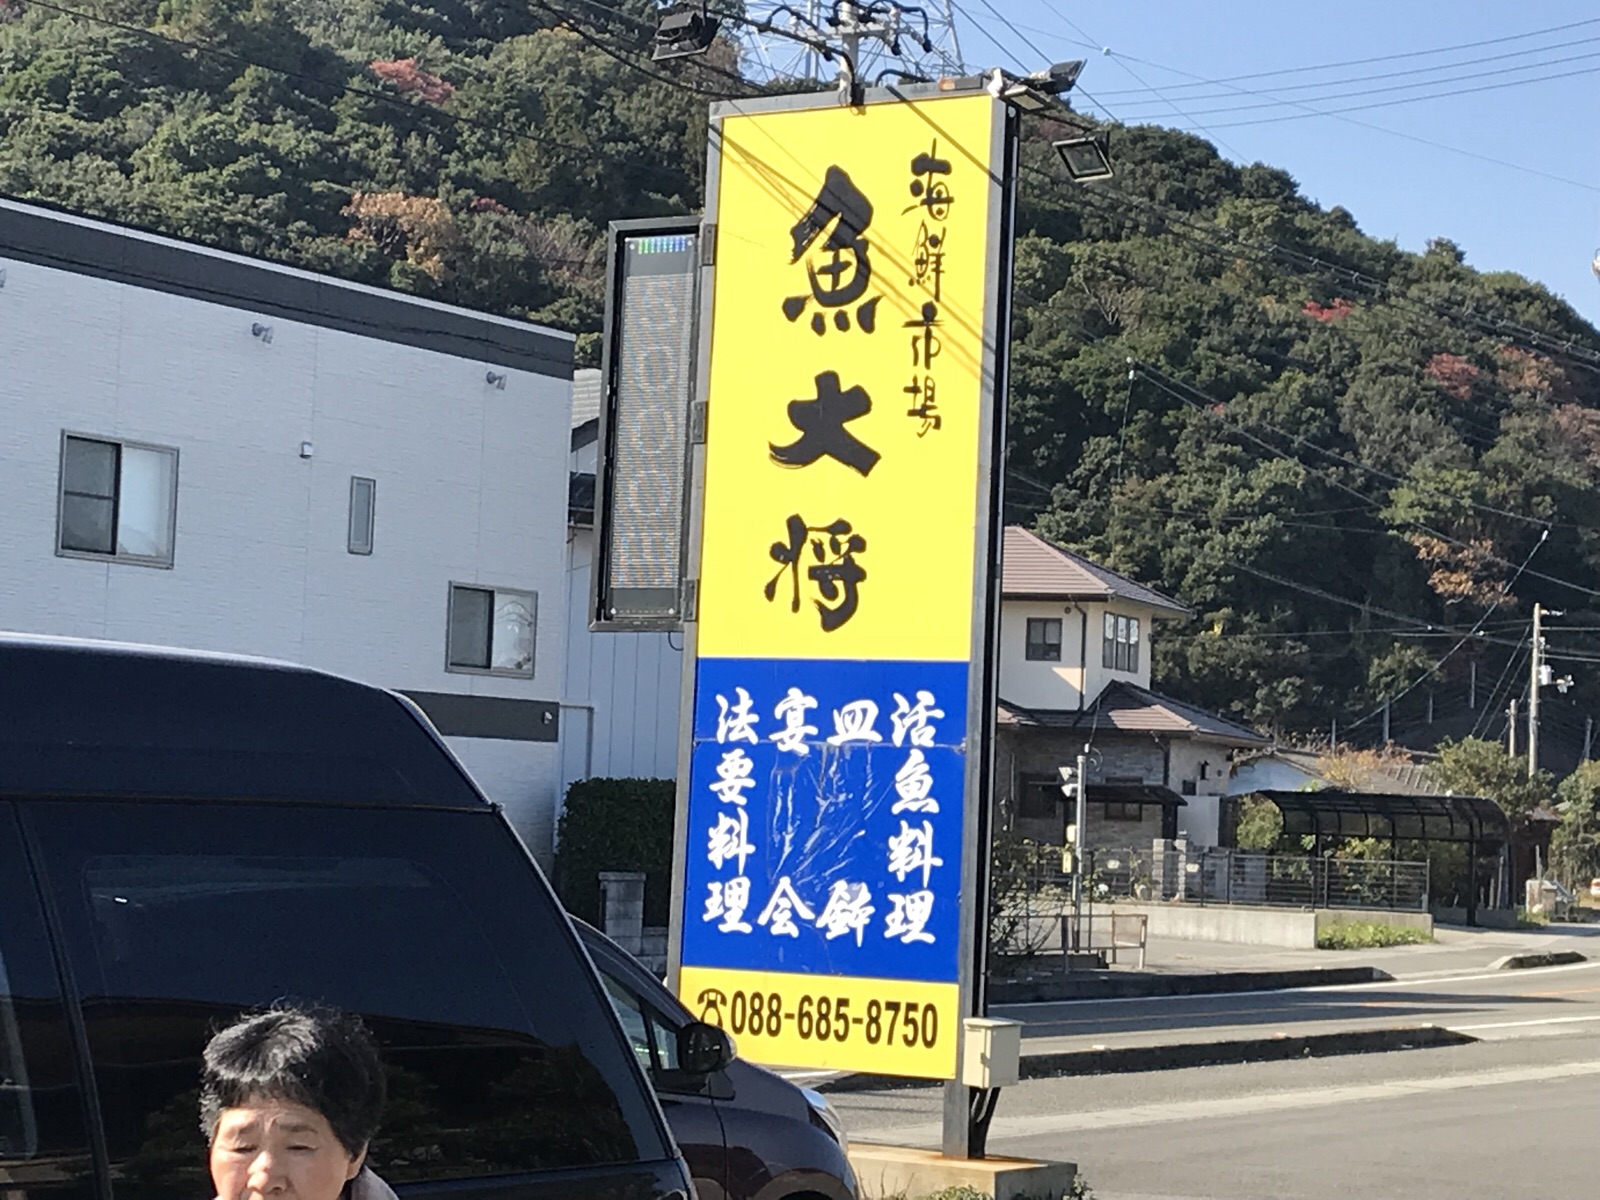 海鮮市場
魚大将
活魚料理
皿鉢
宴会
法要料理
☎088-685-8750